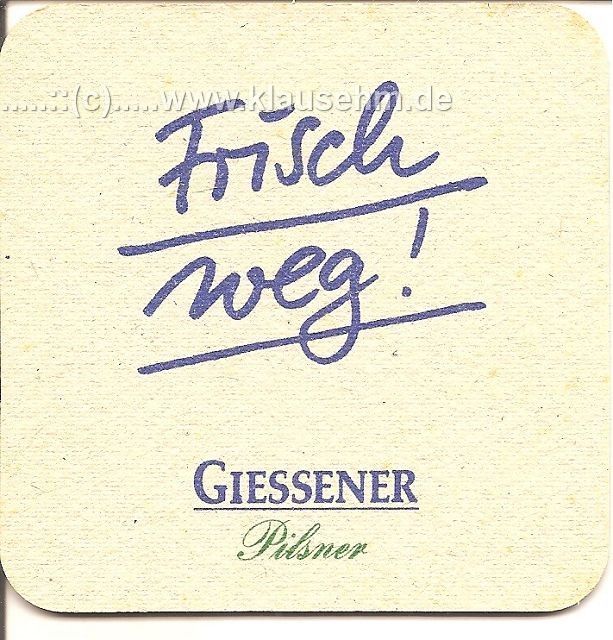 .....::(c).....www.klausehm.de
Frisch
weg!
GIESSENER
Pilsner